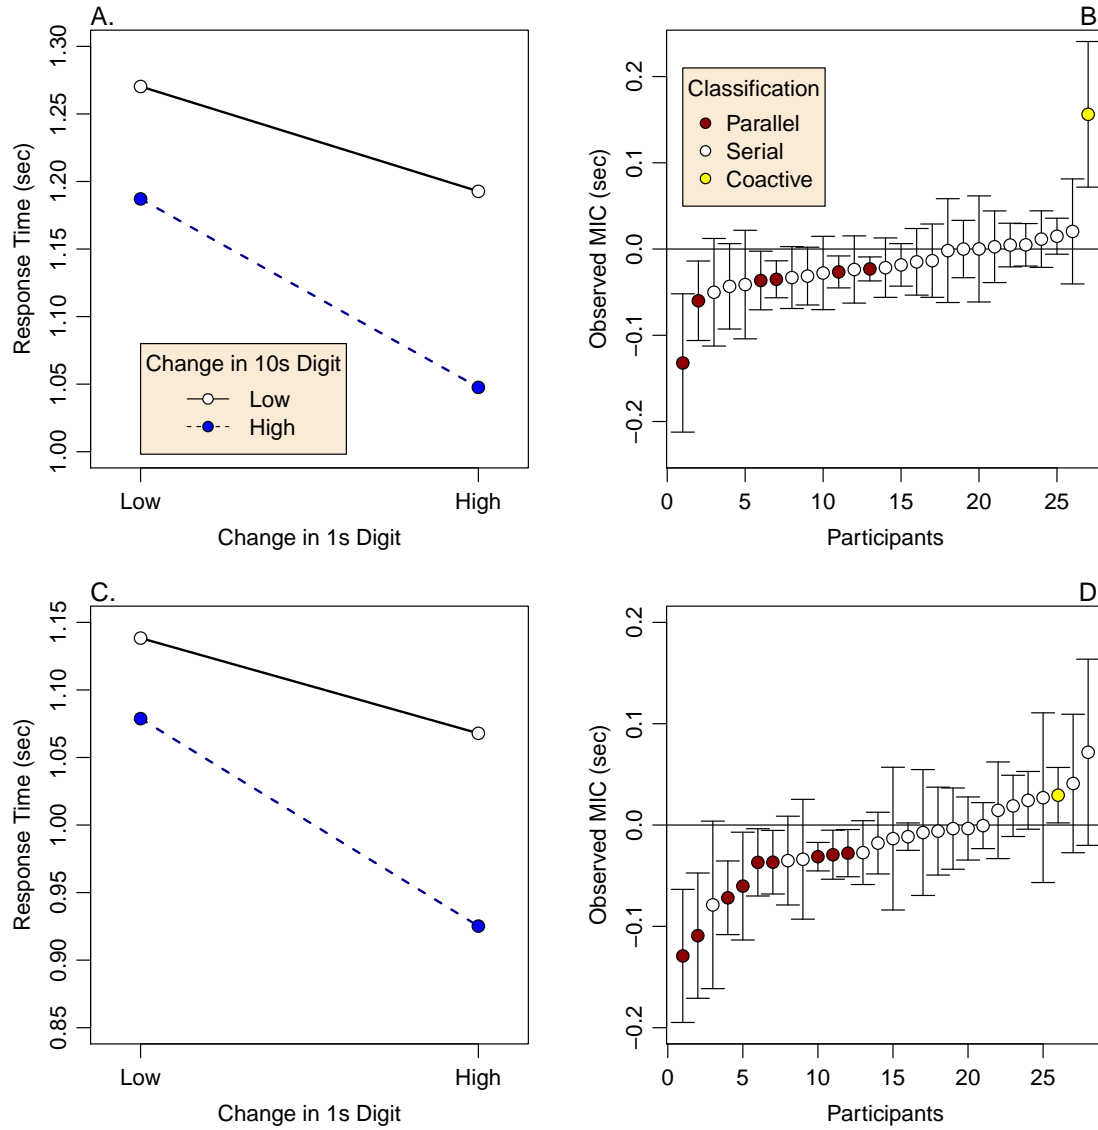 A.
Response Time (sec)
1.30
1.25
1.20
1.15
1.10
1.05
1.00
Change in 10s Digit
Low
High
Low
High
Change in 1s Digit
B
Observed MIC (sec)
0.2
0.1
0.0
−0.1
−0.2
Classification
Parallel
Serial
Coactive
0
5
10
15
20
25
Participants
C.
Response Time (sec)
1.15
1.10
1.05
1.00
0.95
0.90
0.85
Low
High
Change in 1s Digit
D
Observed MIC (sec)
0.2
0.1
0.0
−0.1
−0.2
0
5
10
15
20
25
Participants